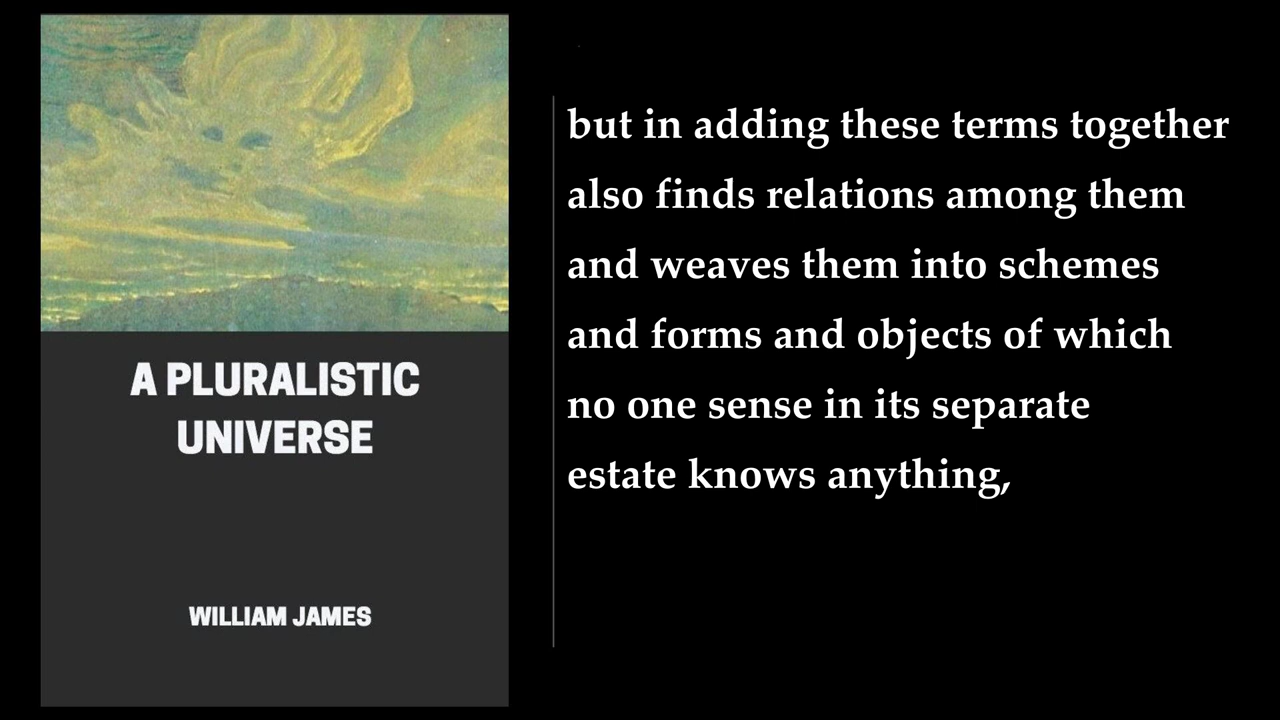 A PLURALISTIC
UNIVERSE
WILLIAM JAMES
but in adding these terms together
also finds relations among them
and weaves them into schemes
and forms and objects of which
no one sense in its separate
estate knows anything,